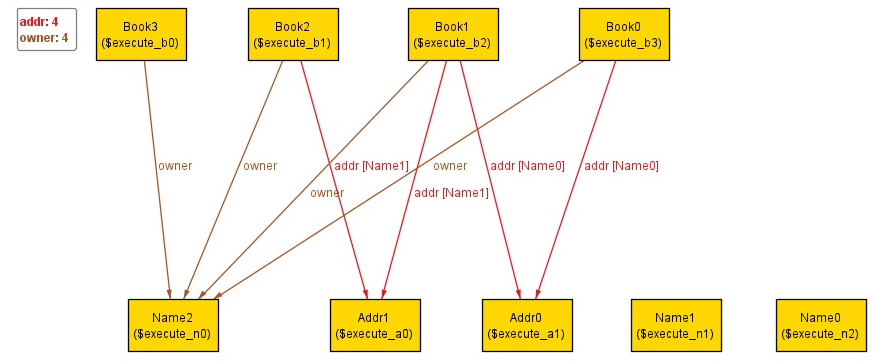 addr: 4
owner: 4
Book3
($execute_b0)
Book2
($execute_b1)
Book1
($execute_b2)
Book0
($execute_b3)
owner
owner
addr [Name1]
owner
addr [Name0]
addr [Name0]
owner
addr [Name1]
Name2
($execute_n0)
Addr1
($execute_a0)
Addr0
($execute_a1)
Name1
($execute_n1)
Name0
($execute_n2)